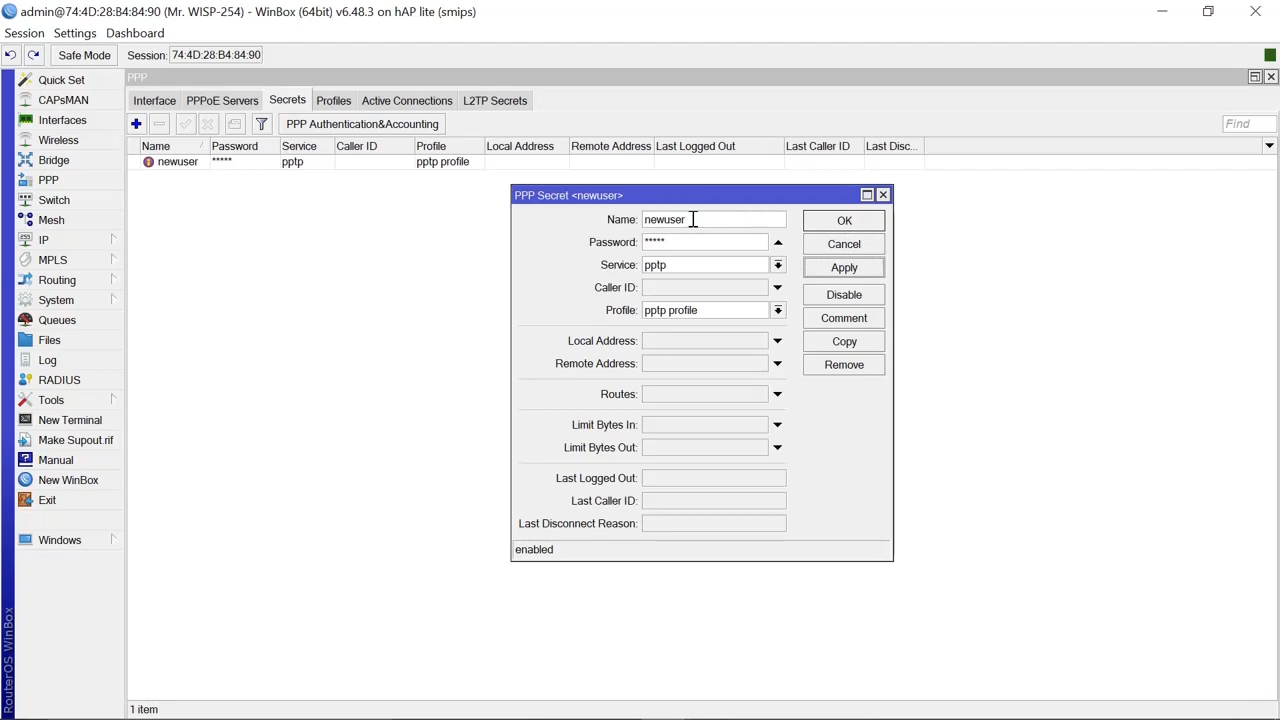 admin@74:4D:28:B4:84:90 (Mr. WISP-254) - WinBox (64bit) v6.48.3 on hAP lite (smips)
Session Settings Dashboard
Safe Mode Session: 74:4D:28:B4:84:90
Quick Set
CAPsMAN
Interfaces
Wireless
Bridge
PPP
Switch
Mesh
IP
MPLS
Routing
System
Queues
Files
Log
RADIUS
Tools
New Terminal
Make Supout.rif
Manual
New WinBox
Exit
Windows
RouterOS WinBox
PPP
Interface PPPoE Servers Secrets Profiles Active Connections L2TP Secrets
PPP Authentication&Accounting Find
Name / Password Service Caller ID Profile Local Address Remote Address Last Logged Out Last Caller ID Last Disc...
newuser ***** pptp pptp profile
PPP Secret <newuser>
Name: newuser OK
Password: ***** Cancel
Service: pptp Apply
Caller ID: Disable
Profile: pptp profile Comment
Local Address: Copy
Remote Address: Remove
Routes:
Limit Bytes In:
Limit Bytes Out:
Last Logged Out:
Last Caller ID:
Last Disconnect Reason:
enabled
1 item